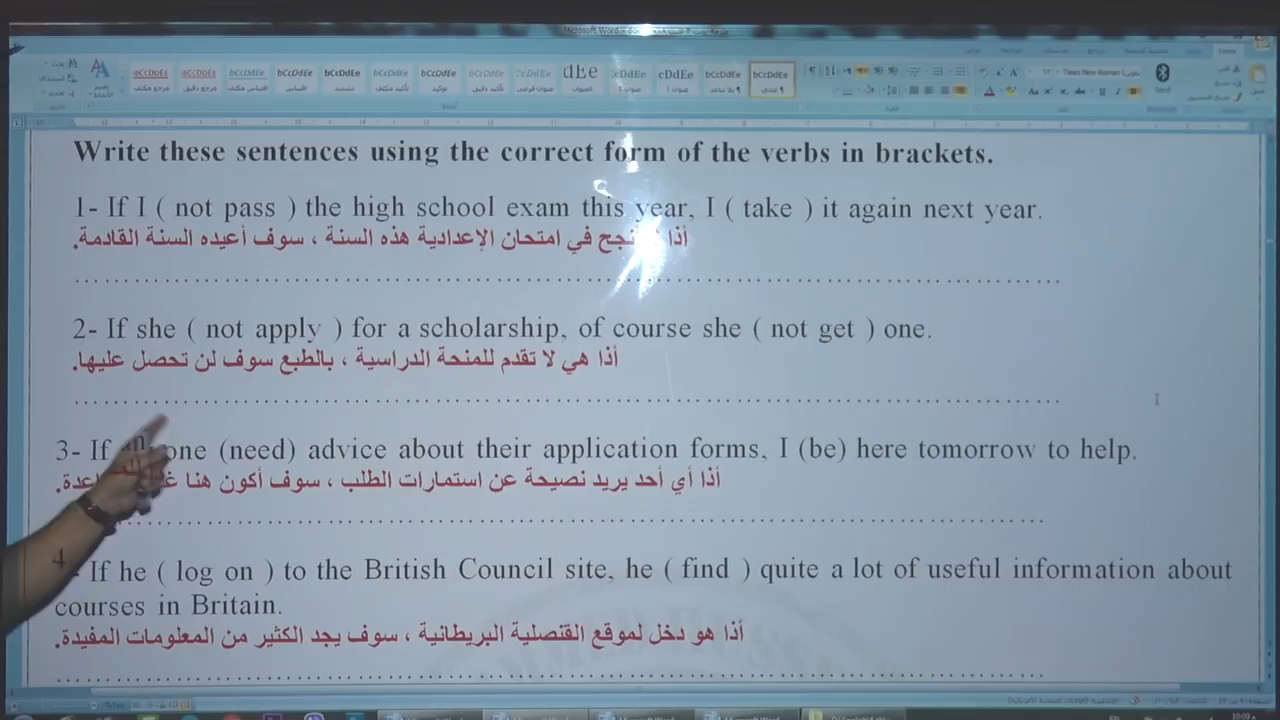 Microsoft Word
Write these sentences using the correct form of the verbs in brackets.
1- If I ( not pass ) the high school exam this year, I ( take ) it again next year.
أذا نجح في امتحان الإعدادية هذه السنة ، سوف أعيده السنة القادمة.
2- If she ( not apply ) for a scholarship, of course she ( not get ) one.
أذا هي لا تقدم للمنحة الدراسية ، بالطبع سوف لن تحصل عليها.
3- If one (need) advice about their application forms, I (be) here tomorrow to help.
أذا أي أحد يريد نصيحة عن استمارات الطلب ، سوف أكون هنا
4- If he ( log on ) to the British Council site, he ( find ) quite a lot of useful information about
courses in Britain.
أذا هو دخل لموقع القنصلية البريطانية ، سوف يجد الكثير من المعلومات المفيدة.